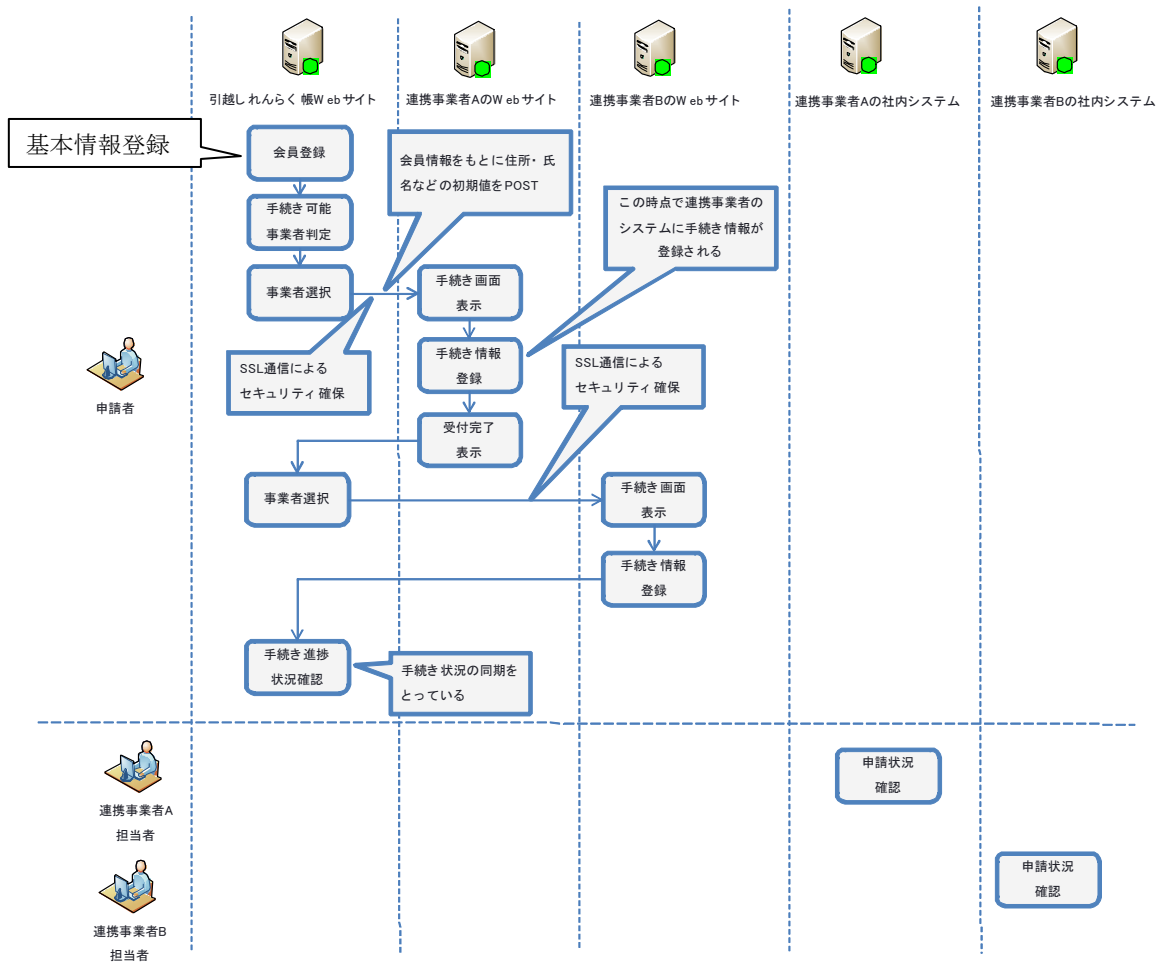 引越しれんらく帳Webサイト
連携事業者AのWebサイト
連携事業者BのWebサイト
連携事業者Aの社内システム
連携事業者Bの社内システム
基本情報登録
会員登録
会員情報をもとに住所・氏
名などの初期値をPOST
手続き可能
事業者判定
この時点で連携事業者の
システムに手続き情報が
登録される
事業者選択
手続き画面
表示
SSL通信による
セキュリティ確保
手続き情報
登録
SSL通信による
セキュリティ確保
申請者
受付完了
表示
事業者選択
手続き画面
表示
手続き情報
登録
手続き進捗
状況確認
手続き状況の同期を
とっている
連携事業者A
担当者
申請状況
確認
連携事業者B
担当者
申請状況
確認